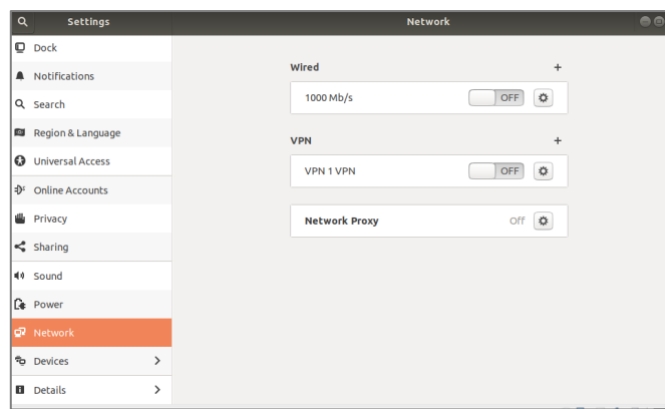 Settings
Network
Dock
Notifications
Search
Region & Language
Universal Access
Online Accounts
Privacy
Sharing
Sound
Power
Network
Devices
Details
Wired
+
1000 Mb/s
OFF
VPN
+
VPN 1 VPN
OFF
Network Proxy
Off